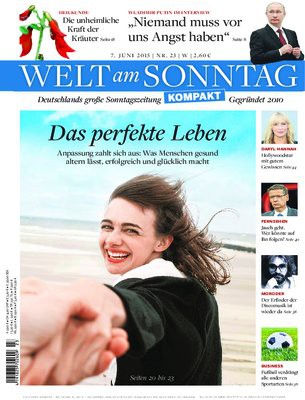 HEILKUNDE
Die unheimliche
Kraft der
Kräuter Seite 18
WLADIMIR PUTIN IM INTERVIEW
„Niemand muss vor
uns Angst haben“ Seite 8
7. JUNI 2015 | NR. 23 | W | 2,60 €
WELT am SONNTAG
KOMPAKT
Deutschlands große Sonntagszeitung
Gegründet 2010
Das perfekte Leben
Anpassung zahlt sich aus: Was Menschen gesund
altern lässt, erfolgreich und glücklich macht
DARYL HANNAH
Hollywoodstar
mit gutem
Gewissen Seite 44
FERNSEHEN
Jauch geht.
Wer könnte auf
ihn folgen? Seite 40
MORODER
Der Erfinder der
Discomusik ist
wieder da Seite 36
BUSINESS
Fußball verdrängt
alle anderen
Sportarten Seite 26
Seiten 20 bis 23